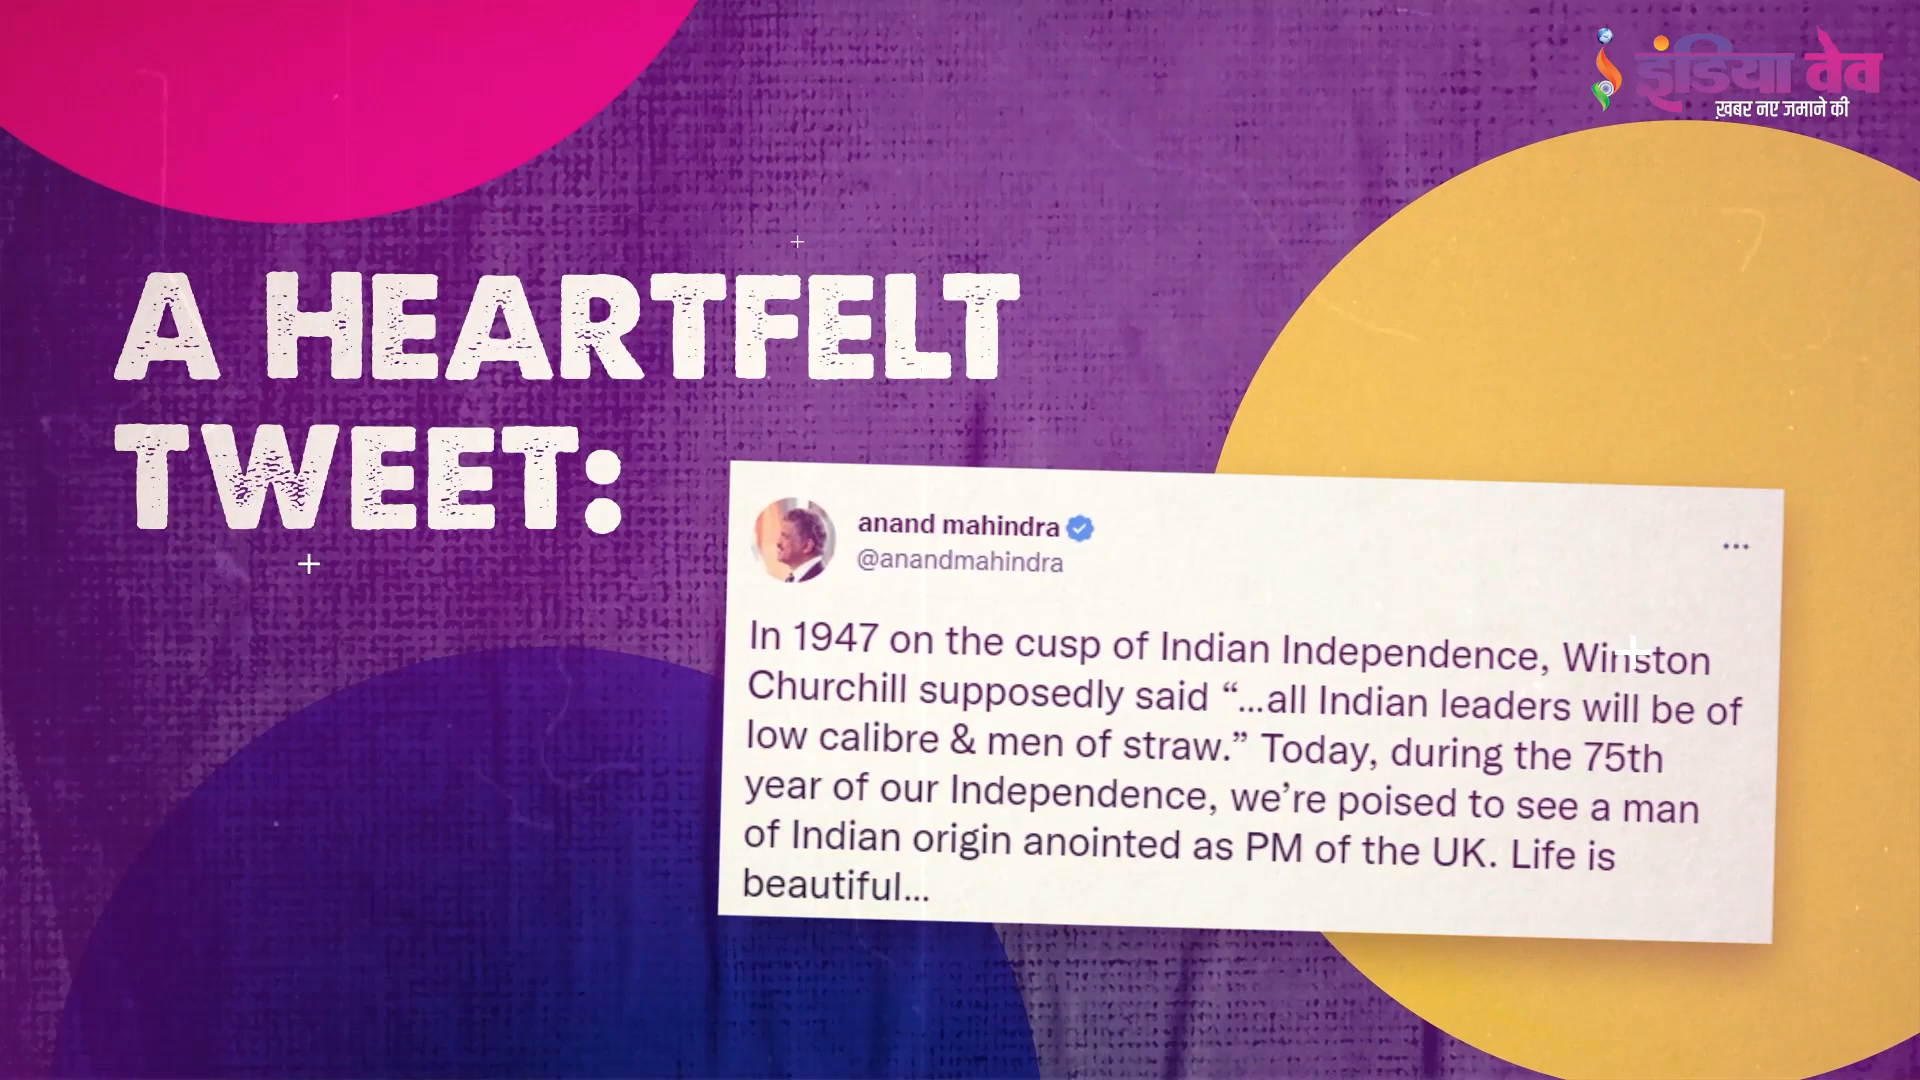 इंडिया वेव
ख़बर नए जमाने की
A HEARTFELT
TWEET:
anand mahindra
@anandmahindra
In 1947 on the cusp of Indian Independence, Winston
Churchill supposedly said “...all Indian leaders will be of
low calibre & men of straw.” Today, during the 75th
year of our Independence, we’re poised to see a man
of Indian origin anointed as PM of the UK. Life is
beautiful...